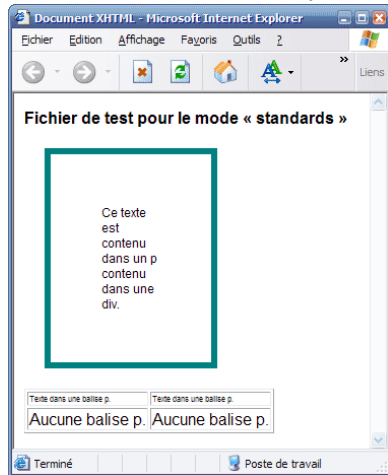 Document XHTML - Microsoft Internet Explorer
Fichier Edition Affichage Favoris Outils ?
» Liens
Fichier de test pour le mode « standards »
Ce texte
est
contenu
dans un p
contenu
dans une
div.
Texte dans une balise p. Texte dans une balise p.
Aucune balise p. Aucune balise p.
Terminé Poste de travail